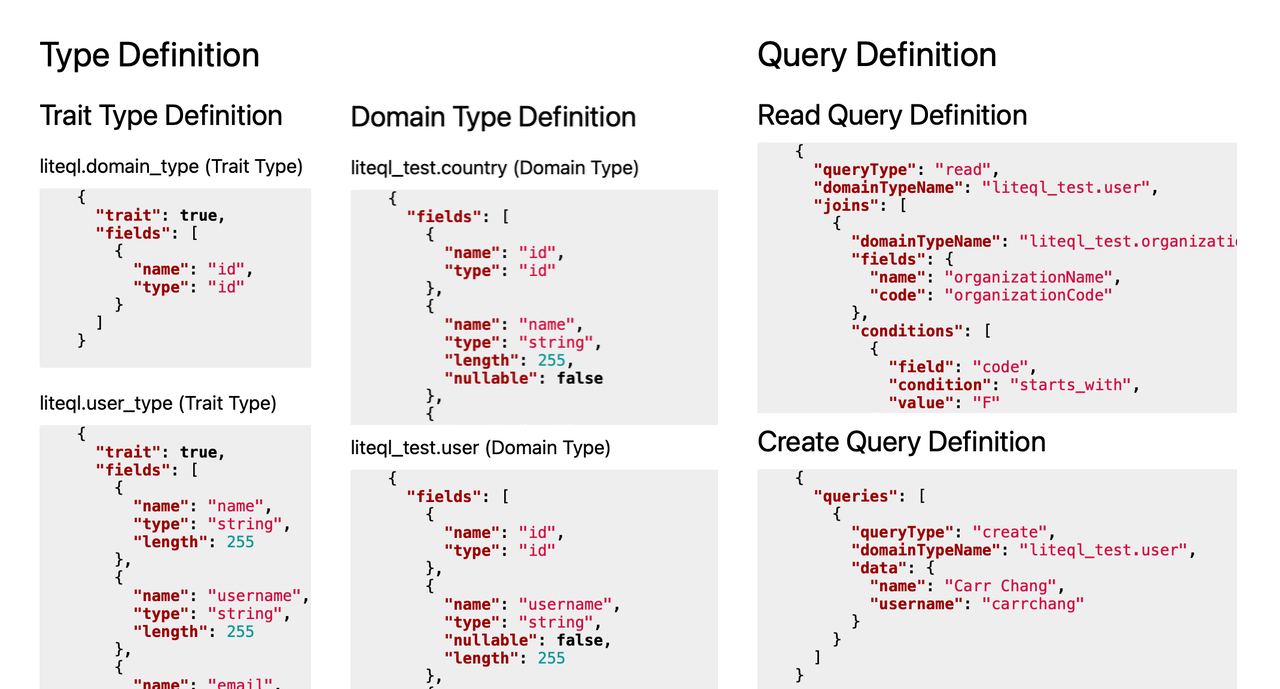 Type Definition
Trait Type Definition
liteql.domain_type (Trait Type)
{
"trait": true,
"fields": [
{
"name": "id",
"type": "id"
}
]
}
liteql.user_type (Trait Type)
{
"trait": true,
"fields": [
{
"name": "name",
"type": "string",
"length": 255
},
{
"name": "username",
"type": "string",
"length": 255
},
{
"name": "email",
Domain Type Definition
liteql_test.country (Domain Type)
{
"fields": [
{
"name": "id",
"type": "id"
},
{
"name": "name",
"type": "string",
"length": 255,
"nullable": false
},
{
liteql_test.user (Domain Type)
{
"fields": [
{
"name": "id",
"type": "id"
},
{
"name": "username",
"type": "string",
"nullable": false,
"length": 255
},
{
Query Definition
Read Query Definition
{
"queryType": "read",
"domainTypeName": "liteql_test.user",
"joins": [
{
"domainTypeName": "liteql_test.organizatio
"fields": {
"name": "organizationName",
"code": "organizationCode"
},
"conditions": [
{
"field": "code",
"condition": "starts_with",
"value": "F"
Create Query Definition
{
"queries": [
{
"queryType": "create",
"domainTypeName": "liteql_test.user",
"data": {
"name": "Carr Chang",
"username": "carrchang"
}
}
]
}